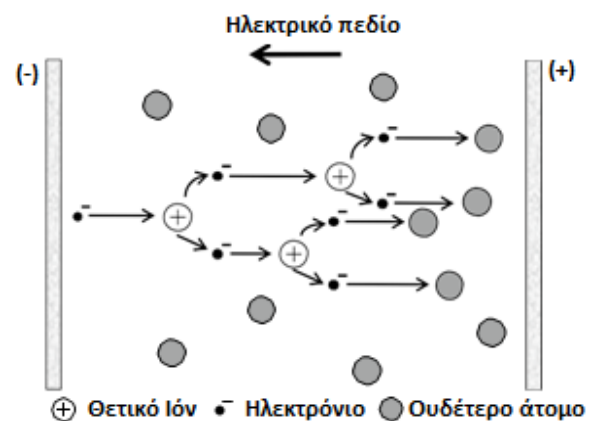 Ηλεκτρικό πεδίο
(-) (+)
- - - - - - -
+ + +
+ Θετικό Ιόν - Ηλεκτρόνιο Ουδέτερο άτομο